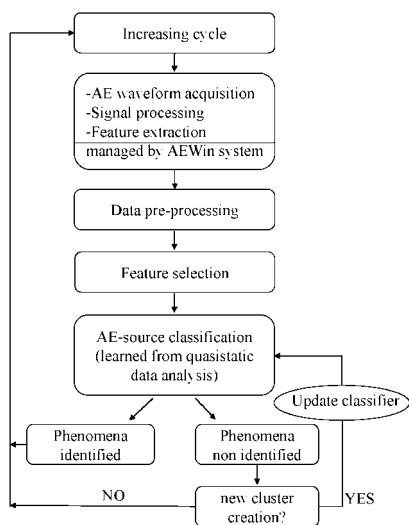 Increasing cycle
-AE waveform acquisition
-Signal processing
-Feature extraction
managed by AEWin system
Data pre-processing
Feature selection
AE-source classification
(learned from quasistatic
data analysis)
Update classifier
Phenomena
identified
Phenomena
non identified
NO
new cluster
creation?
YES